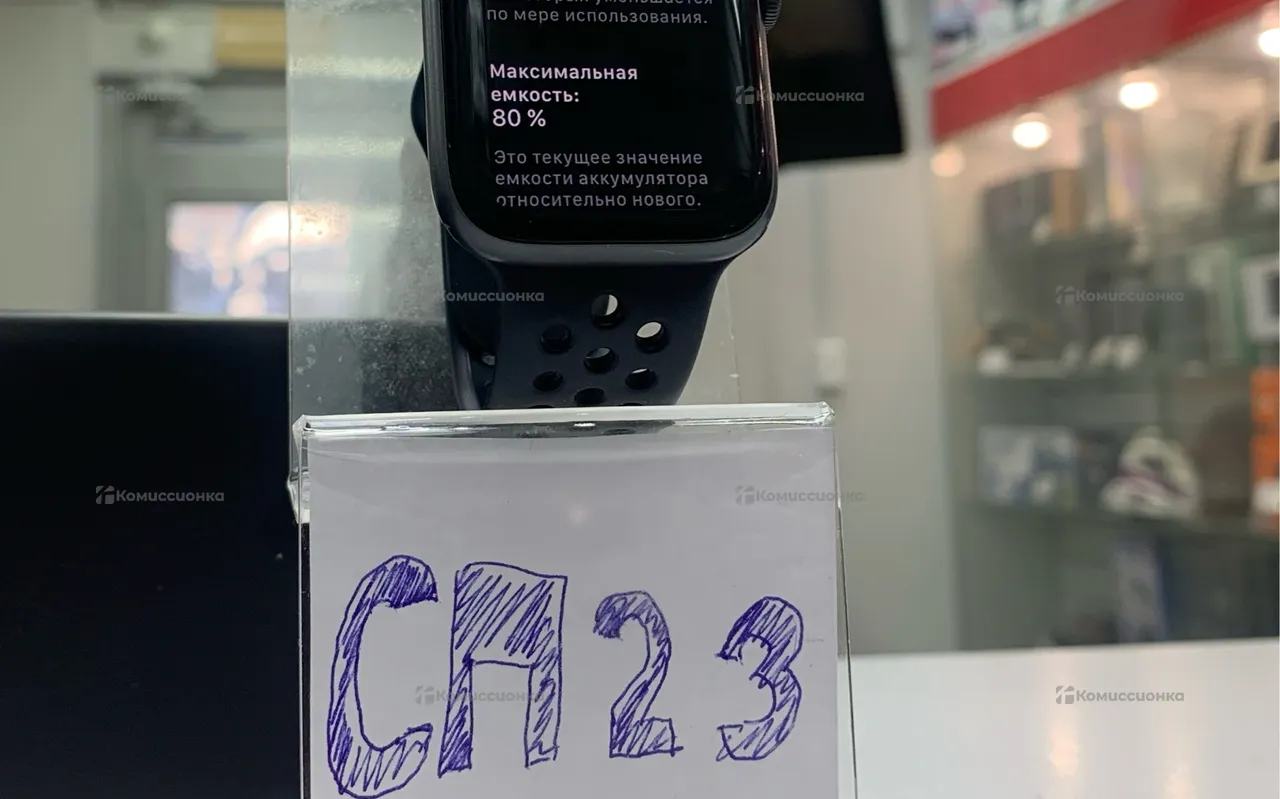 по мере использования.
Максимальная
емкость:
80 %
Это текущее значение
емкости аккумулятора
относительно нового.
Комиссионка
Комиссионка
Комиссионка
Комиссионка
Комиссионка
Комиссионка
Комиссионка
Комиссионка
СП23